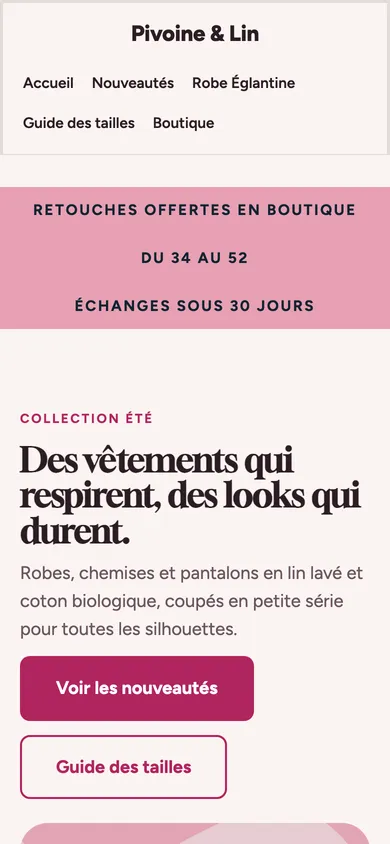 Pivoine & Lin
Accueil Nouveautés Robe Églantine
Guide des tailles Boutique
RETOUCHES OFFERTES EN BOUTIQUE
DU 34 AU 52
ÉCHANGES SOUS 30 JOURS
COLLECTION ÉTÉ
Des vêtements qui
respirent, des looks qui
durent.
Robes, chemises et pantalons en lin lavé et
coton biologique, coupés en petite série
pour toutes les silhouettes.
Voir les nouveautés
Guide des tailles